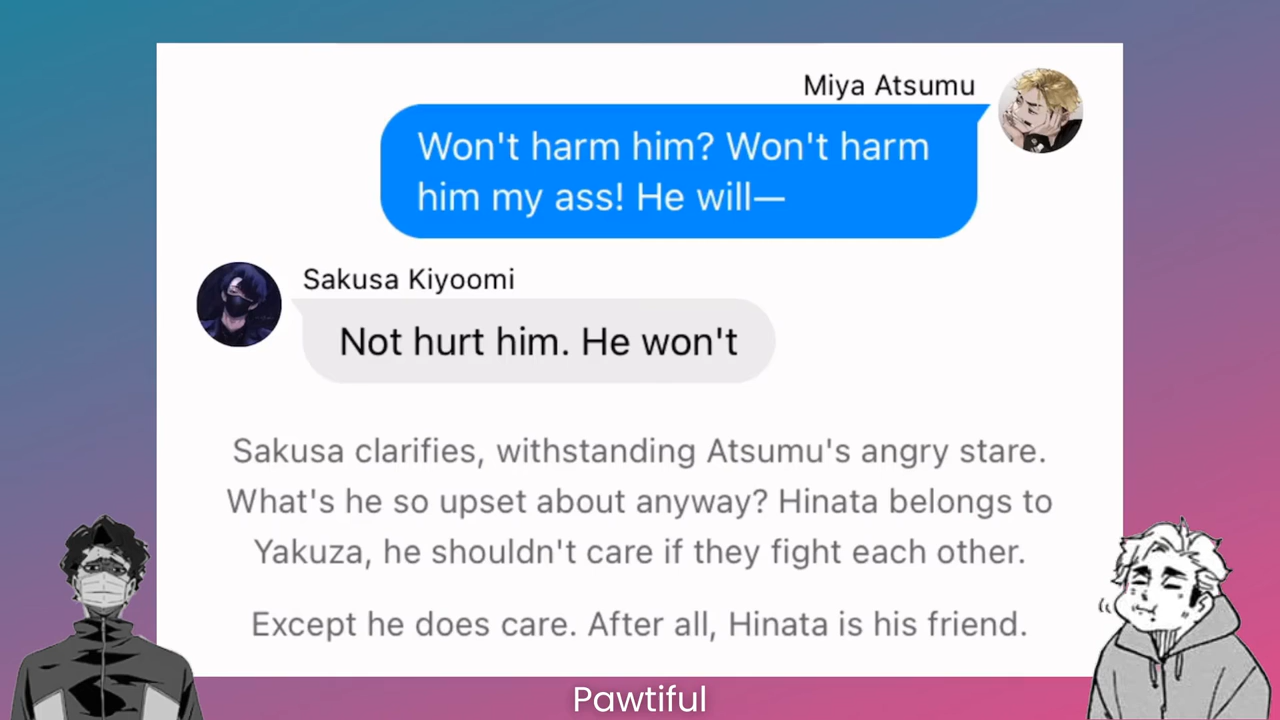 Miya Atsumu
Won't harm him? Won't harm
him my ass! He will—
Sakusa Kiyoomi
Not hurt him. He won't
Sakusa clarifies, withstanding Atsumu's angry stare.
What's he so upset about anyway? Hinata belongs to
Yakuza, he shouldn't care if they fight each other.
Except he does care. After all, Hinata is his friend.
Pawtiful